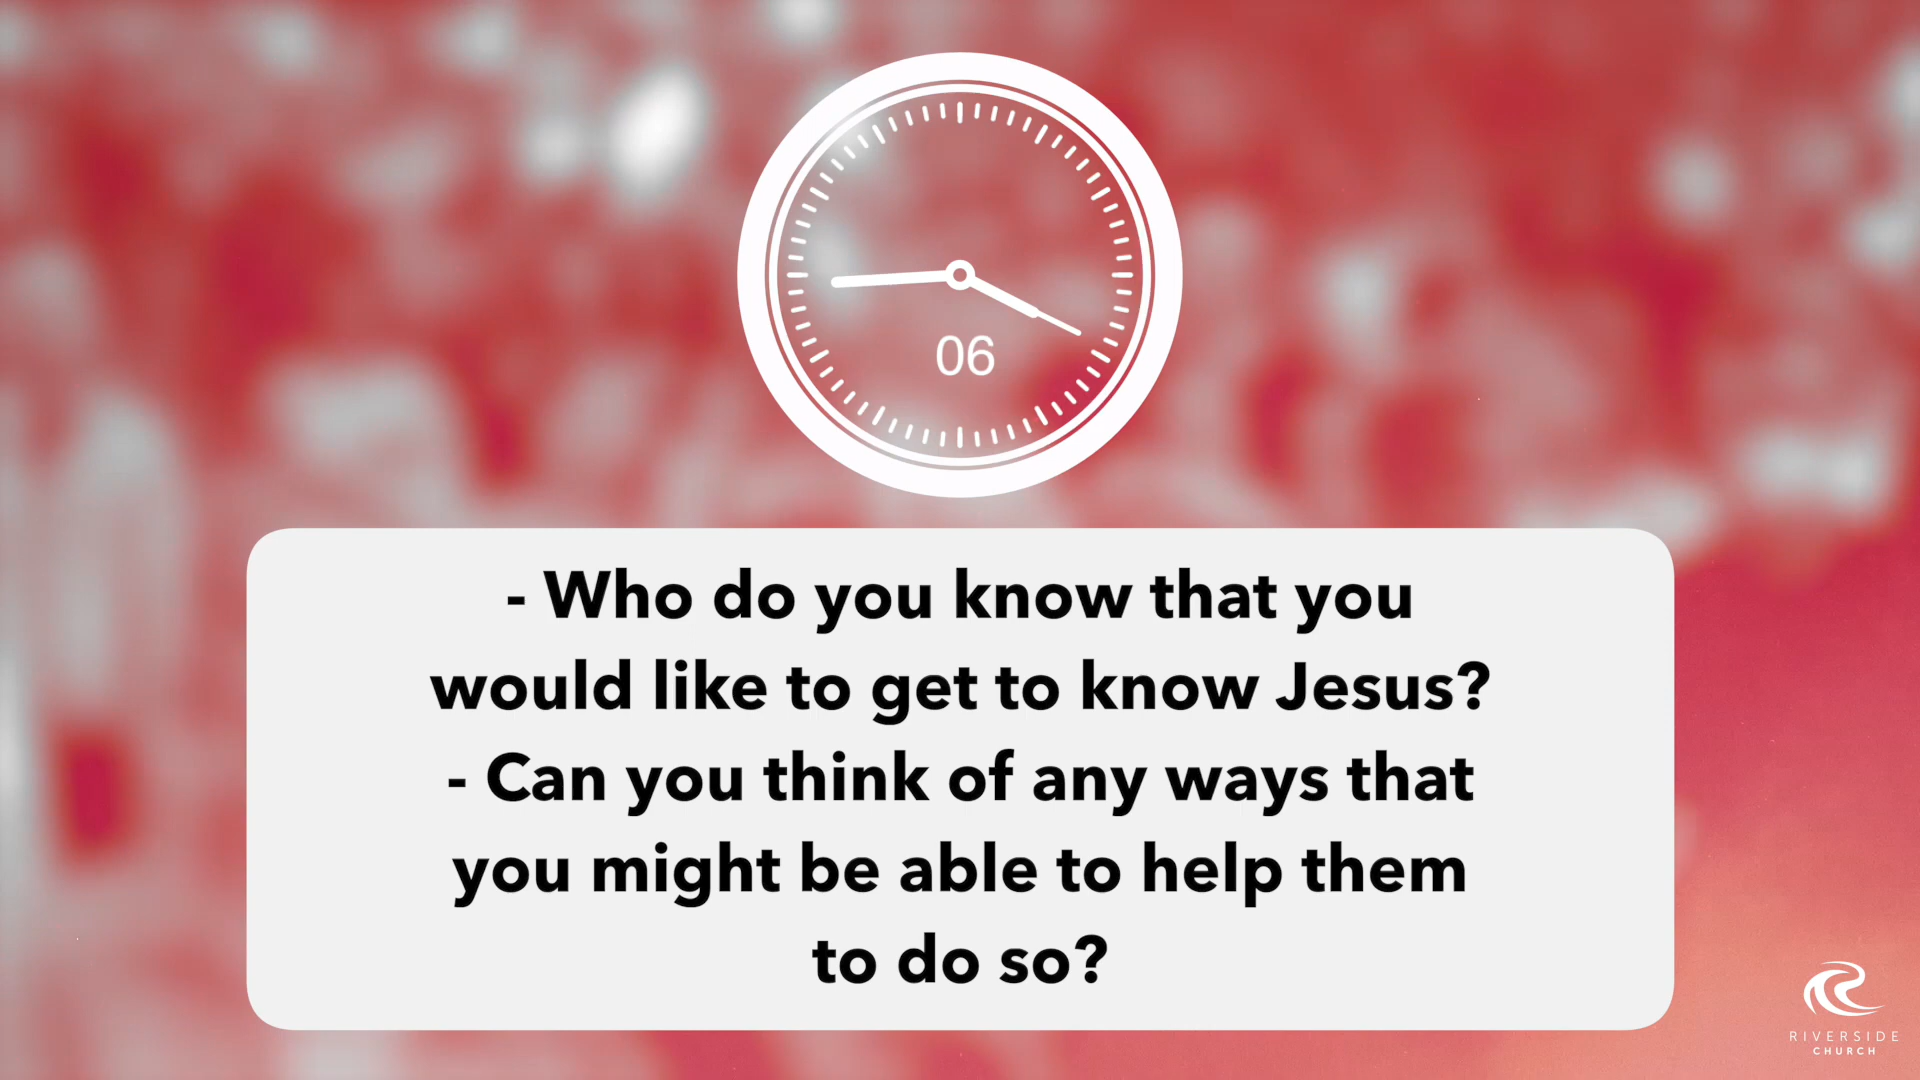 06
- Who do you know that you
would like to get to know Jesus?
- Can you think of any ways that
you might be able to help them
to do so?
RIVERSIDE
CHURCH